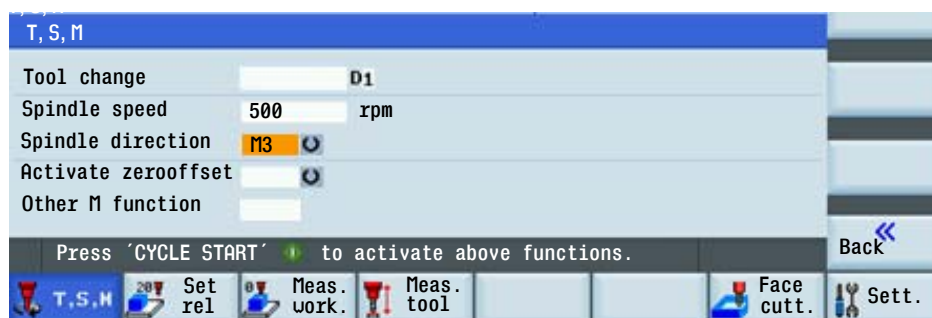 T,S,M
Tool change D1
Spindle speed 500 rpm
Spindle direction M3
Activate zerooffset
Other M function
Press ´CYCLE START´ to activate above functions.
Back
T,S,M
Set rel
Meas. work.
Meas. tool
Face cutt.
Sett.